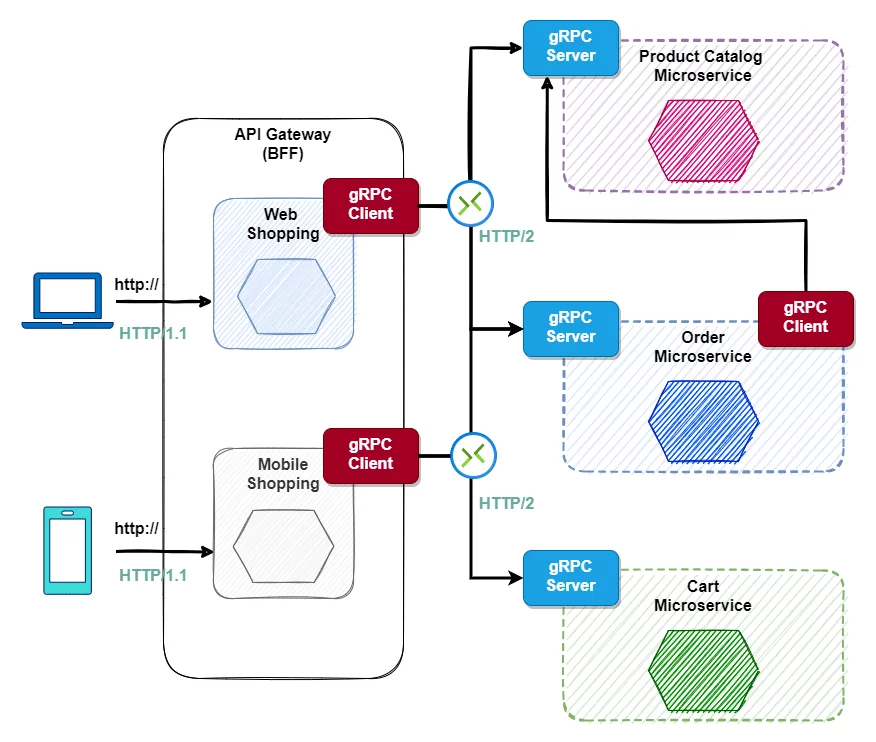 API Gateway
(BFF)
gRPC
Client
Web
Shopping
http://
HTTP/1.1
gRPC
Client
Mobile
Shopping
http://
HTTP/1.1
HTTP/2
HTTP/2
gRPC
Server
Product Catalog
Microservice
gRPC
Server
Order
Microservice
gRPC
Client
gRPC
Server
Cart
Microservice